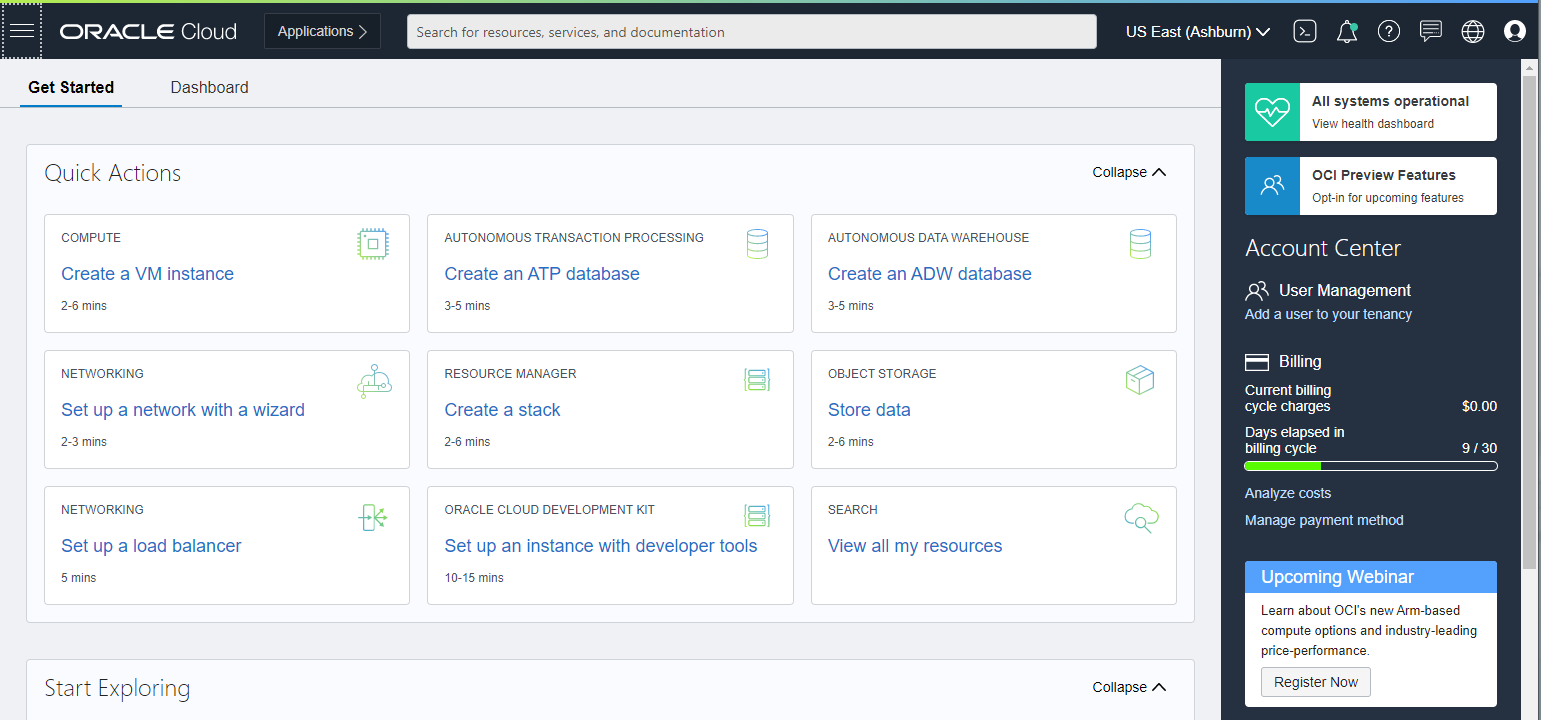 ORACLE Cloud
Applications
Search for resources, services, and documentation
US East (Ashburn)
Get Started
Dashboard
Quick Actions
Collapse
COMPUTE
Create a VM instance
2-6 mins
AUTONOMOUS TRANSACTION PROCESSING
Create an ATP database
3-5 mins
AUTONOMOUS DATA WAREHOUSE
Create an ADW database
3-5 mins
NETWORKING
Set up a network with a wizard
2-3 mins
RESOURCE MANAGER
Create a stack
2-6 mins
OBJECT STORAGE
Store data
2-6 mins
NETWORKING
Set up a load balancer
5 mins
ORACLE CLOUD DEVELOPMENT KIT
Set up an instance with developer tools
10-15 mins
SEARCH
View all my resources
Start Exploring
Collapse
All systems operational
View health dashboard
OCI Preview Features
Opt-in for upcoming features
Account Center
User Management
Add a user to your tenancy
Billing
Current billing
cycle charges $0.00
Days elapsed in
billing cycle 9 / 30
Analyze costs
Manage payment method
Upcoming Webinar
Learn about OCI's new Arm-based
compute options and industry-leading
price-performance.
Register Now